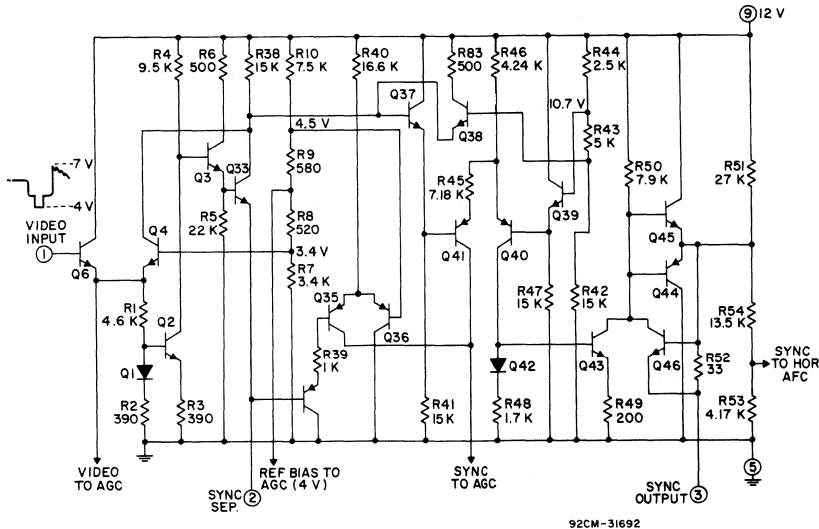 9 12 V
R4
9.5 K
R6
500
R38
15 K
R10
7.5 K
R40
16.6 K
R83
500
R46
4.24 K
R44
2.5 K
Q37
Q38
10.7 V
4.5 V
R43
5 K
7 V
4 V
Q3
Q33
R9
580
R45
7.18 K
Q39
R50
7.9 K
R51
27 K
VIDEO
INPUT
1
Q4
R5
22 K
R8
520
3.4 V
Q6
R7
3.4 K
Q41
Q40
Q45
Q44
R1
4.6 K
Q2
Q35
Q36
R47
15 K
R42
15 K
R54
13.5 K
Q1
R39
1 K
Q42
Q43
Q46
R52
33
SYNC
TO HOR
AFC
R2
390
R3
390
R41
15 K
R48
1.7 K
R49
200
R53
4.17 K
VIDEO
TO AGC
SYNC
SEP.
2
REF BIAS TO
AGC (4 V)
SYNC
TO AGC
SYNC
OUTPUT
3
5
92CM-31692